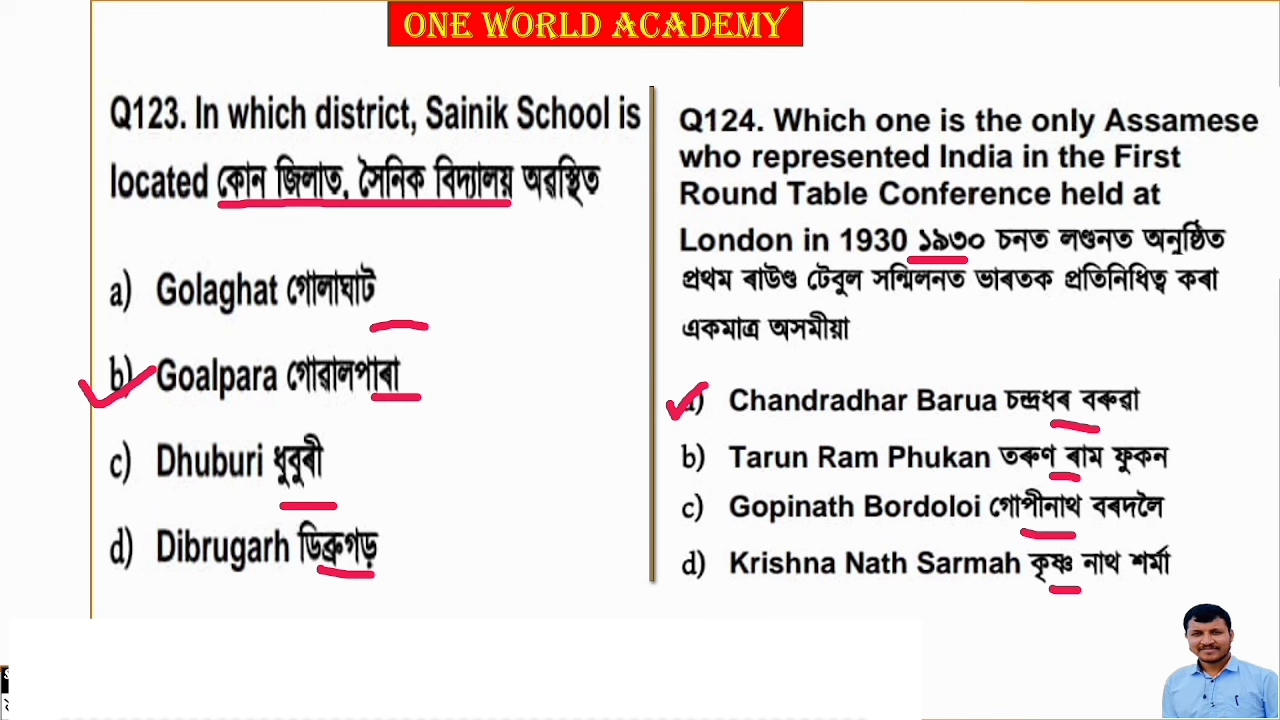 ONE WORLD ACADEMY
Q123. In which district, Sainik School is
located কোন জিলাত, সৈনিক বিদ্যালয় অৱস্থিত
a) Golaghat গোলাঘাট
b) Goalpara গোৱালপাৰা
c) Dhuburi ধুবুৰী
d) Dibrugarh ডিব্ৰুগড়
Q124. Which one is the only Assamese
who represented India in the First
Round Table Conference held at
London in 1930 ১৯৩০ চনত লণ্ডনত অনুষ্ঠিত
প্ৰথম ৰাউণ্ড টেবুল সন্মিলনত ভাৰতক প্ৰতিনিধিত্ব কৰা
একমাত্ৰ অসমীয়া
a) Chandradhar Barua চন্দ্ৰধৰ বৰুৱা
b) Tarun Ram Phukan তৰুণ ৰাম ফুকন
c) Gopinath Bordoloi গোপীনাথ বৰদলৈ
d) Krishna Nath Sarmah কৃষ্ণ নাথ শৰ্মা